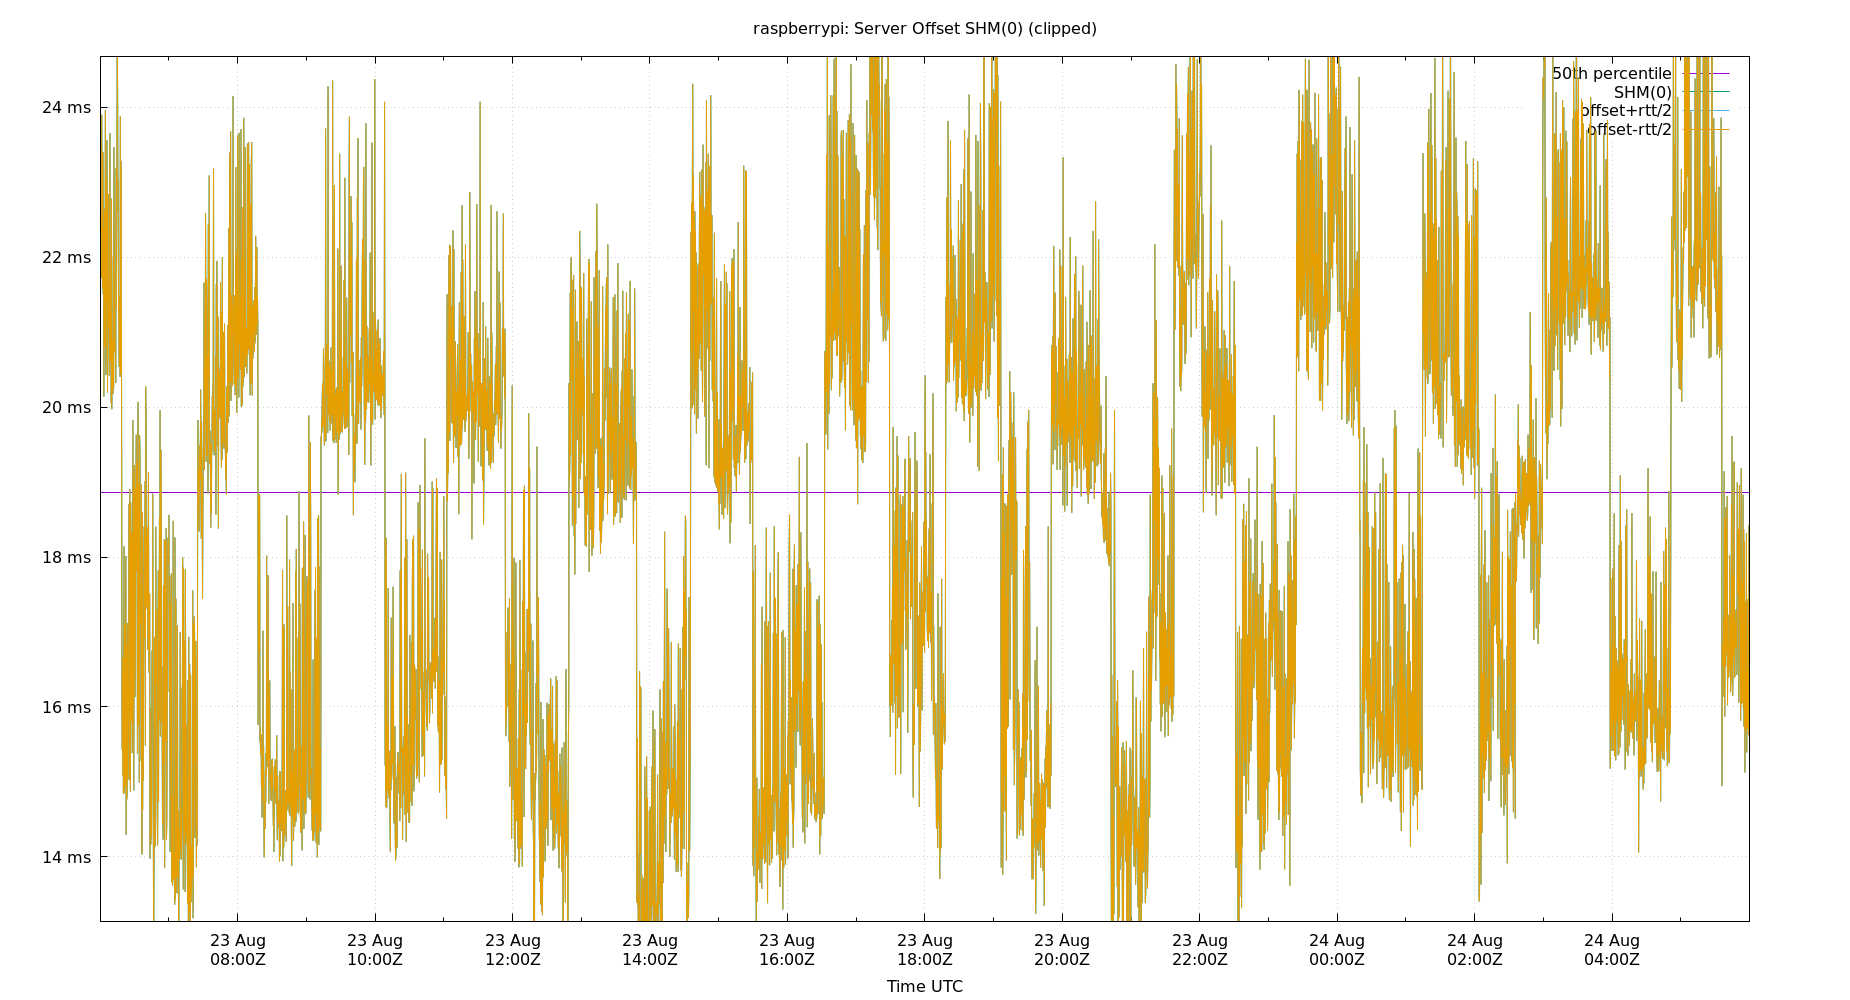 raspberrypi: Server Offset SHM(0) (clipped)
50th percentile
SHM(0)
offset+rtt/2
offset-rtt/2
24 ms
22 ms
20 ms
18 ms
16 ms
14 ms
23 Aug 23 Aug 23 Aug 23 Aug 23 Aug 23 Aug 23 Aug 23 Aug 24 Aug 24 Aug 24 Aug
08:00Z 10:00Z 12:00Z 14:00Z 16:00Z 18:00Z 20:00Z 22:00Z 00:00Z 02:00Z 04:00Z
Time UTC